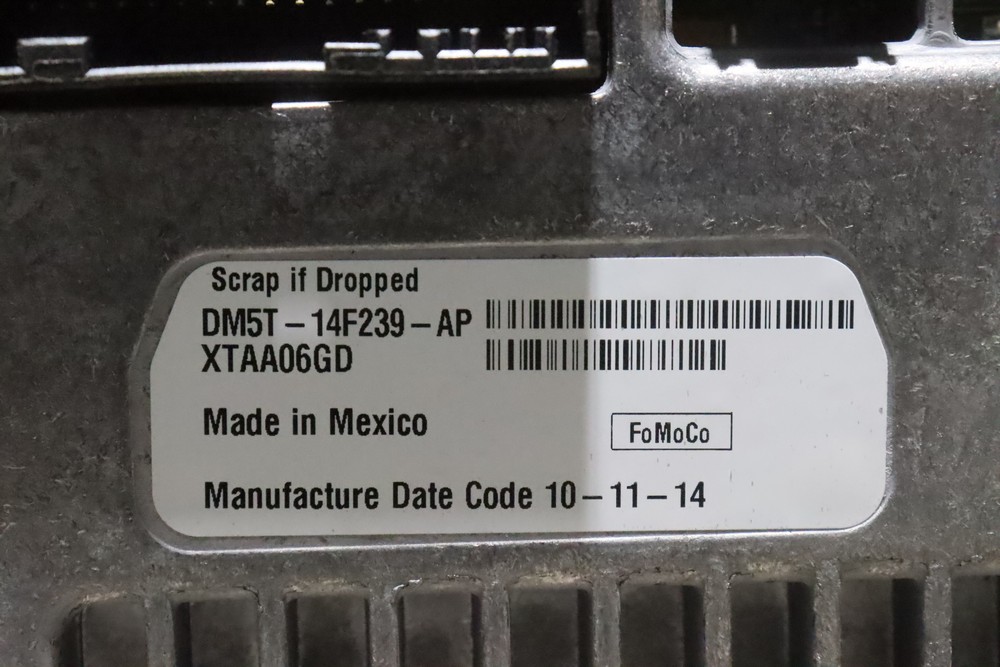 Scrap if Dropped
DM5T-14F239-AP
XTAA06GD
Made in Mexico
FoMoCo
Manufacture Date Code 10-11-14